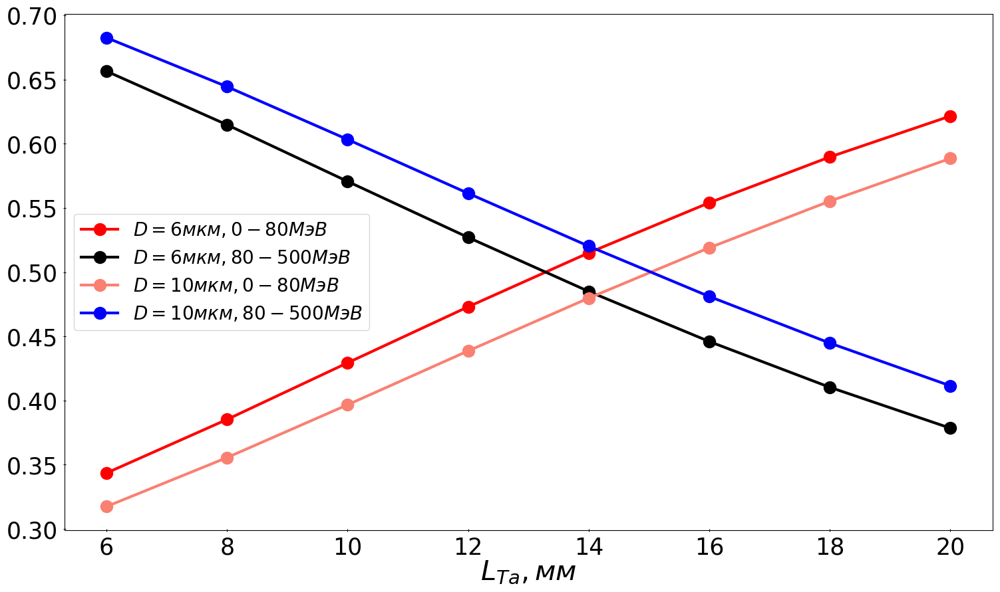 0.70
0.65
0.60
0.55
0.50
0.45
0.40
0.35
0.30
D = 6мкм, 0 − 80МэВ
D = 6мкм, 80 − 500МэВ
D = 10мкм, 0 − 80МэВ
D = 10мкм, 80 − 500МэВ
6 8 10 12 14 16 18 20
L_{Ta}, мм